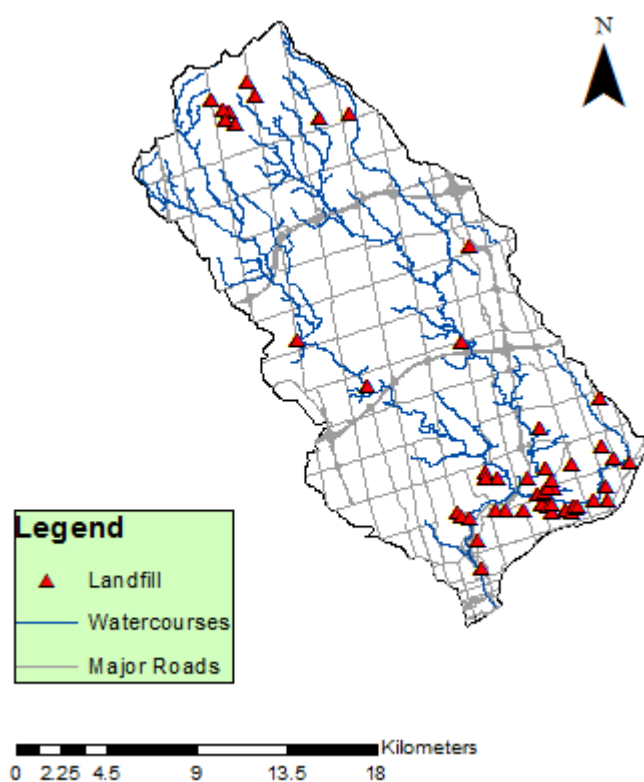 N
Legend
Landfill
Watercourses
Major Roads
Kilometers
0 2.25 4.5 9 13.5 18